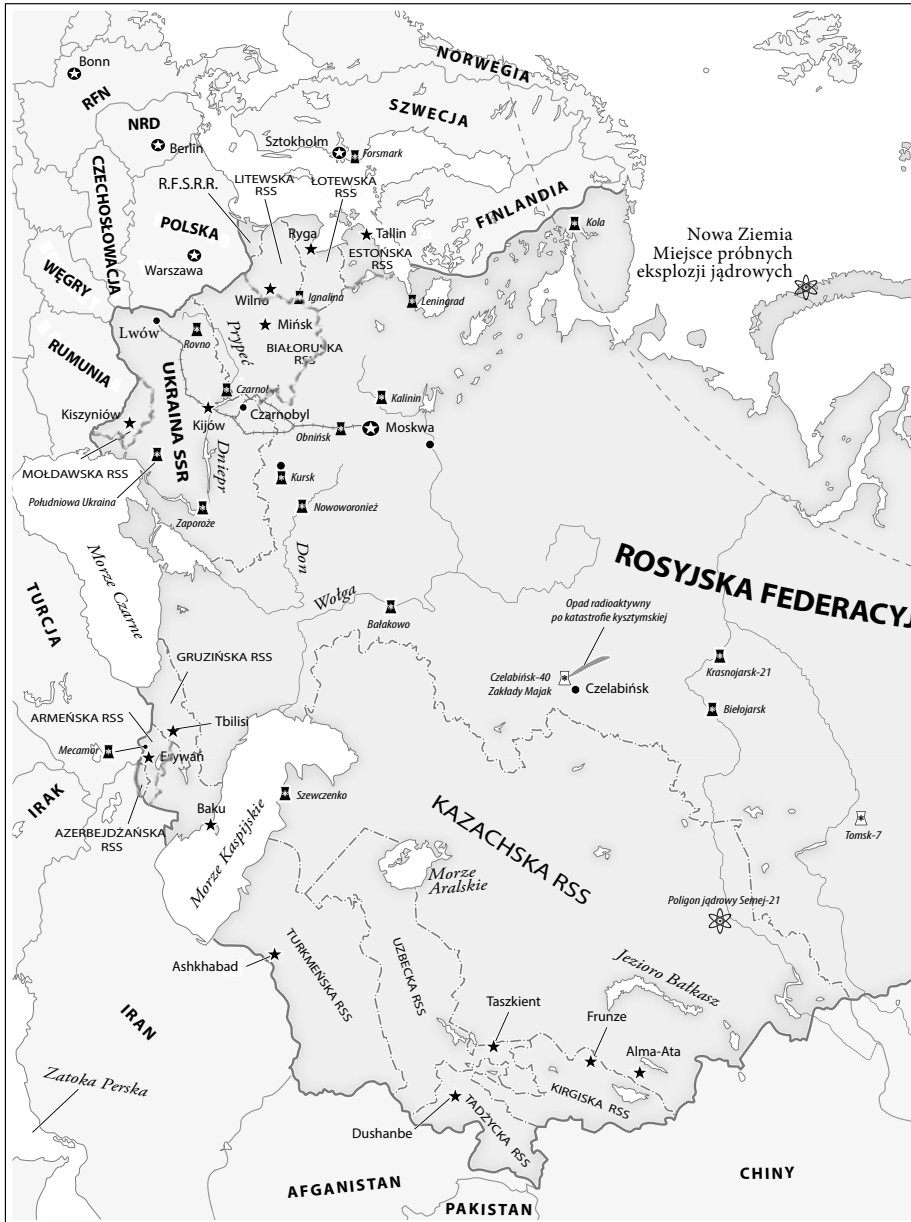 NORWEGIA
Bonn
RFN
SZWECJA
NRD
Berlin
Sztokholm
Forsmark
CZECHOSŁOWACJA
R.F.S.R.R.
LITEWSKA
RSS
ŁOTEWSKA
RSS
FINLANDIA
Kola
Nowa Ziemia
Miejsce próbnych
eksplozji jądrowych
POLSKA
Warszawa
Ryga
Tallin
ESTOŃSKA
RSS
WĘGRY
Wilno
Ignalina
Leningrad
Lwów
Rovno
Prypeć
Mińsk
BIAŁORUSKA
RSS
RUMUNIA
UKRAINA SSR
Kalinin
Kiszyniów
Kijów
Czarnobyl
Obnińsk
Moskwa
MOŁDAWSKA RSS
Południowa Ukraina
Dniepr
Kursk
Zaporoże
Nowoworonież
Don
Morze Czarne
TURCJA
ROSYJSKA FEDERACYJ
Wołga
Bałakowo
Opad radioaktywny
po katastrofie kysztymskiej
GRUZIŃSKA RSS
Czelabińsk-40
Zakłady Majak
Czelabińsk
Krasnojarsk-21
Biełojarsk
ARMEŃSKA RSS
Tbilisi
Mecamor
Erywań
IRAK
Baku
Szewczenko
AZERBEJDŻAŃSKA
RSS
Morze Kaspijskie
KAZACHSKA RSS
Tomsk-7
Morze
Aralskie
Poligon jądrowy Semej-21
Ashkhabad
TURKMEŃSKA RSS
UZBECKA RSS
Jezioro Bałkasz
IRAN
Taszkient
Frunze
Alma-Ata
Zatoka Perska
KIRGISKA RSS
Dushanbe
TADŻYCKA RSS
CHINY
AFGANISTAN
PAKISTAN